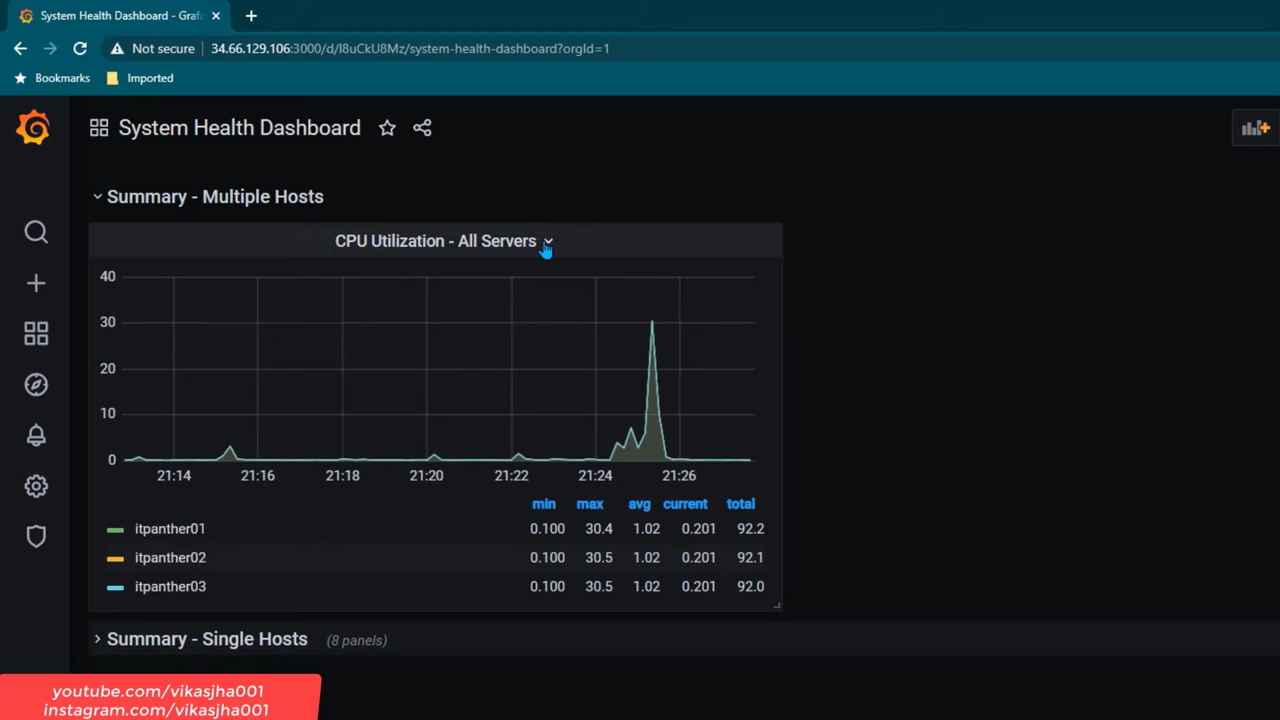 System Health Dashboard - Grafa
Not secure 34.66.129.106:3000/d/I8uCkU8Mz/system-health-dashboard?orgId=1
Bookmarks Imported
System Health Dashboard
Summary - Multiple Hosts
CPU Utilization - All Servers
40
30
20
10
0
21:14 21:16 21:18 21:20 21:22 21:24 21:26
min max avg current total
itpanther01 0.100 30.4 1.02 0.201 92.2
itpanther02 0.100 30.5 1.02 0.201 92.1
itpanther03 0.100 30.5 1.02 0.201 92.0
Summary - Single Hosts (8 panels)
youtube.com/vikasjha001
instagram.com/vikasjha001